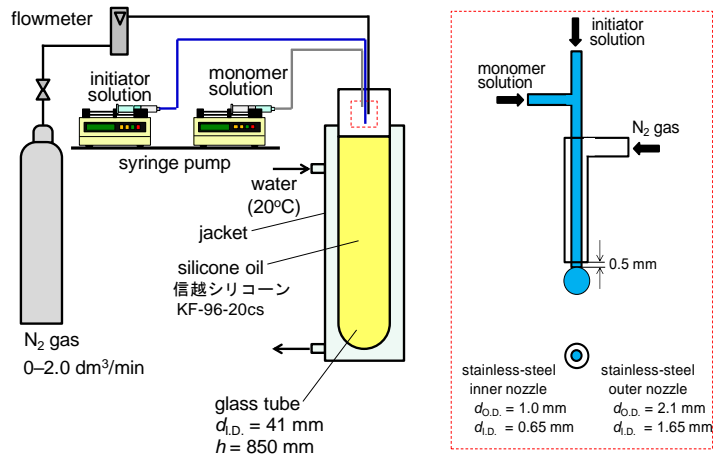 flowmeter
initiator
solution
monomer
solution
syringe pump
water
(20°C)
jacket
silicone oil
信越シリコーン
KF-96-20cs
N2 gas
0–2.0 dm³/min
glass tube
dI.D. = 41 mm
h = 850 mm
initiator
solution
monomer
solution
N2 gas
0.5 mm
stainless-steel
inner nozzle
dO.D. = 1.0 mm
dI.D. = 0.65 mm
stainless-steel
outer nozzle
dO.D. = 2.1 mm
dI.D. = 1.65 mm